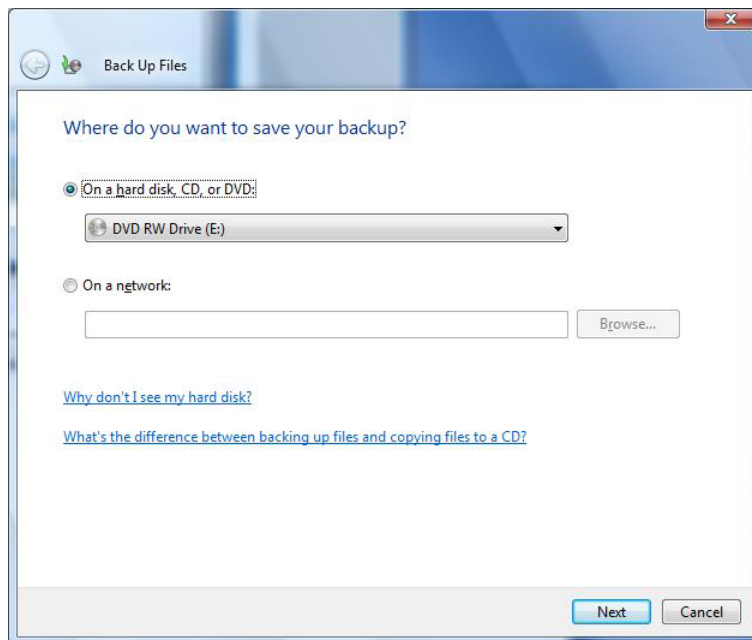 Back Up Files
Where do you want to save your backup?
On a hard disk, CD, or DVD:
DVD RW Drive (E:)
On a network:
Browse...
Why don't I see my hard disk?
What's the difference between backing up files and copying files to a CD?
Next Cancel